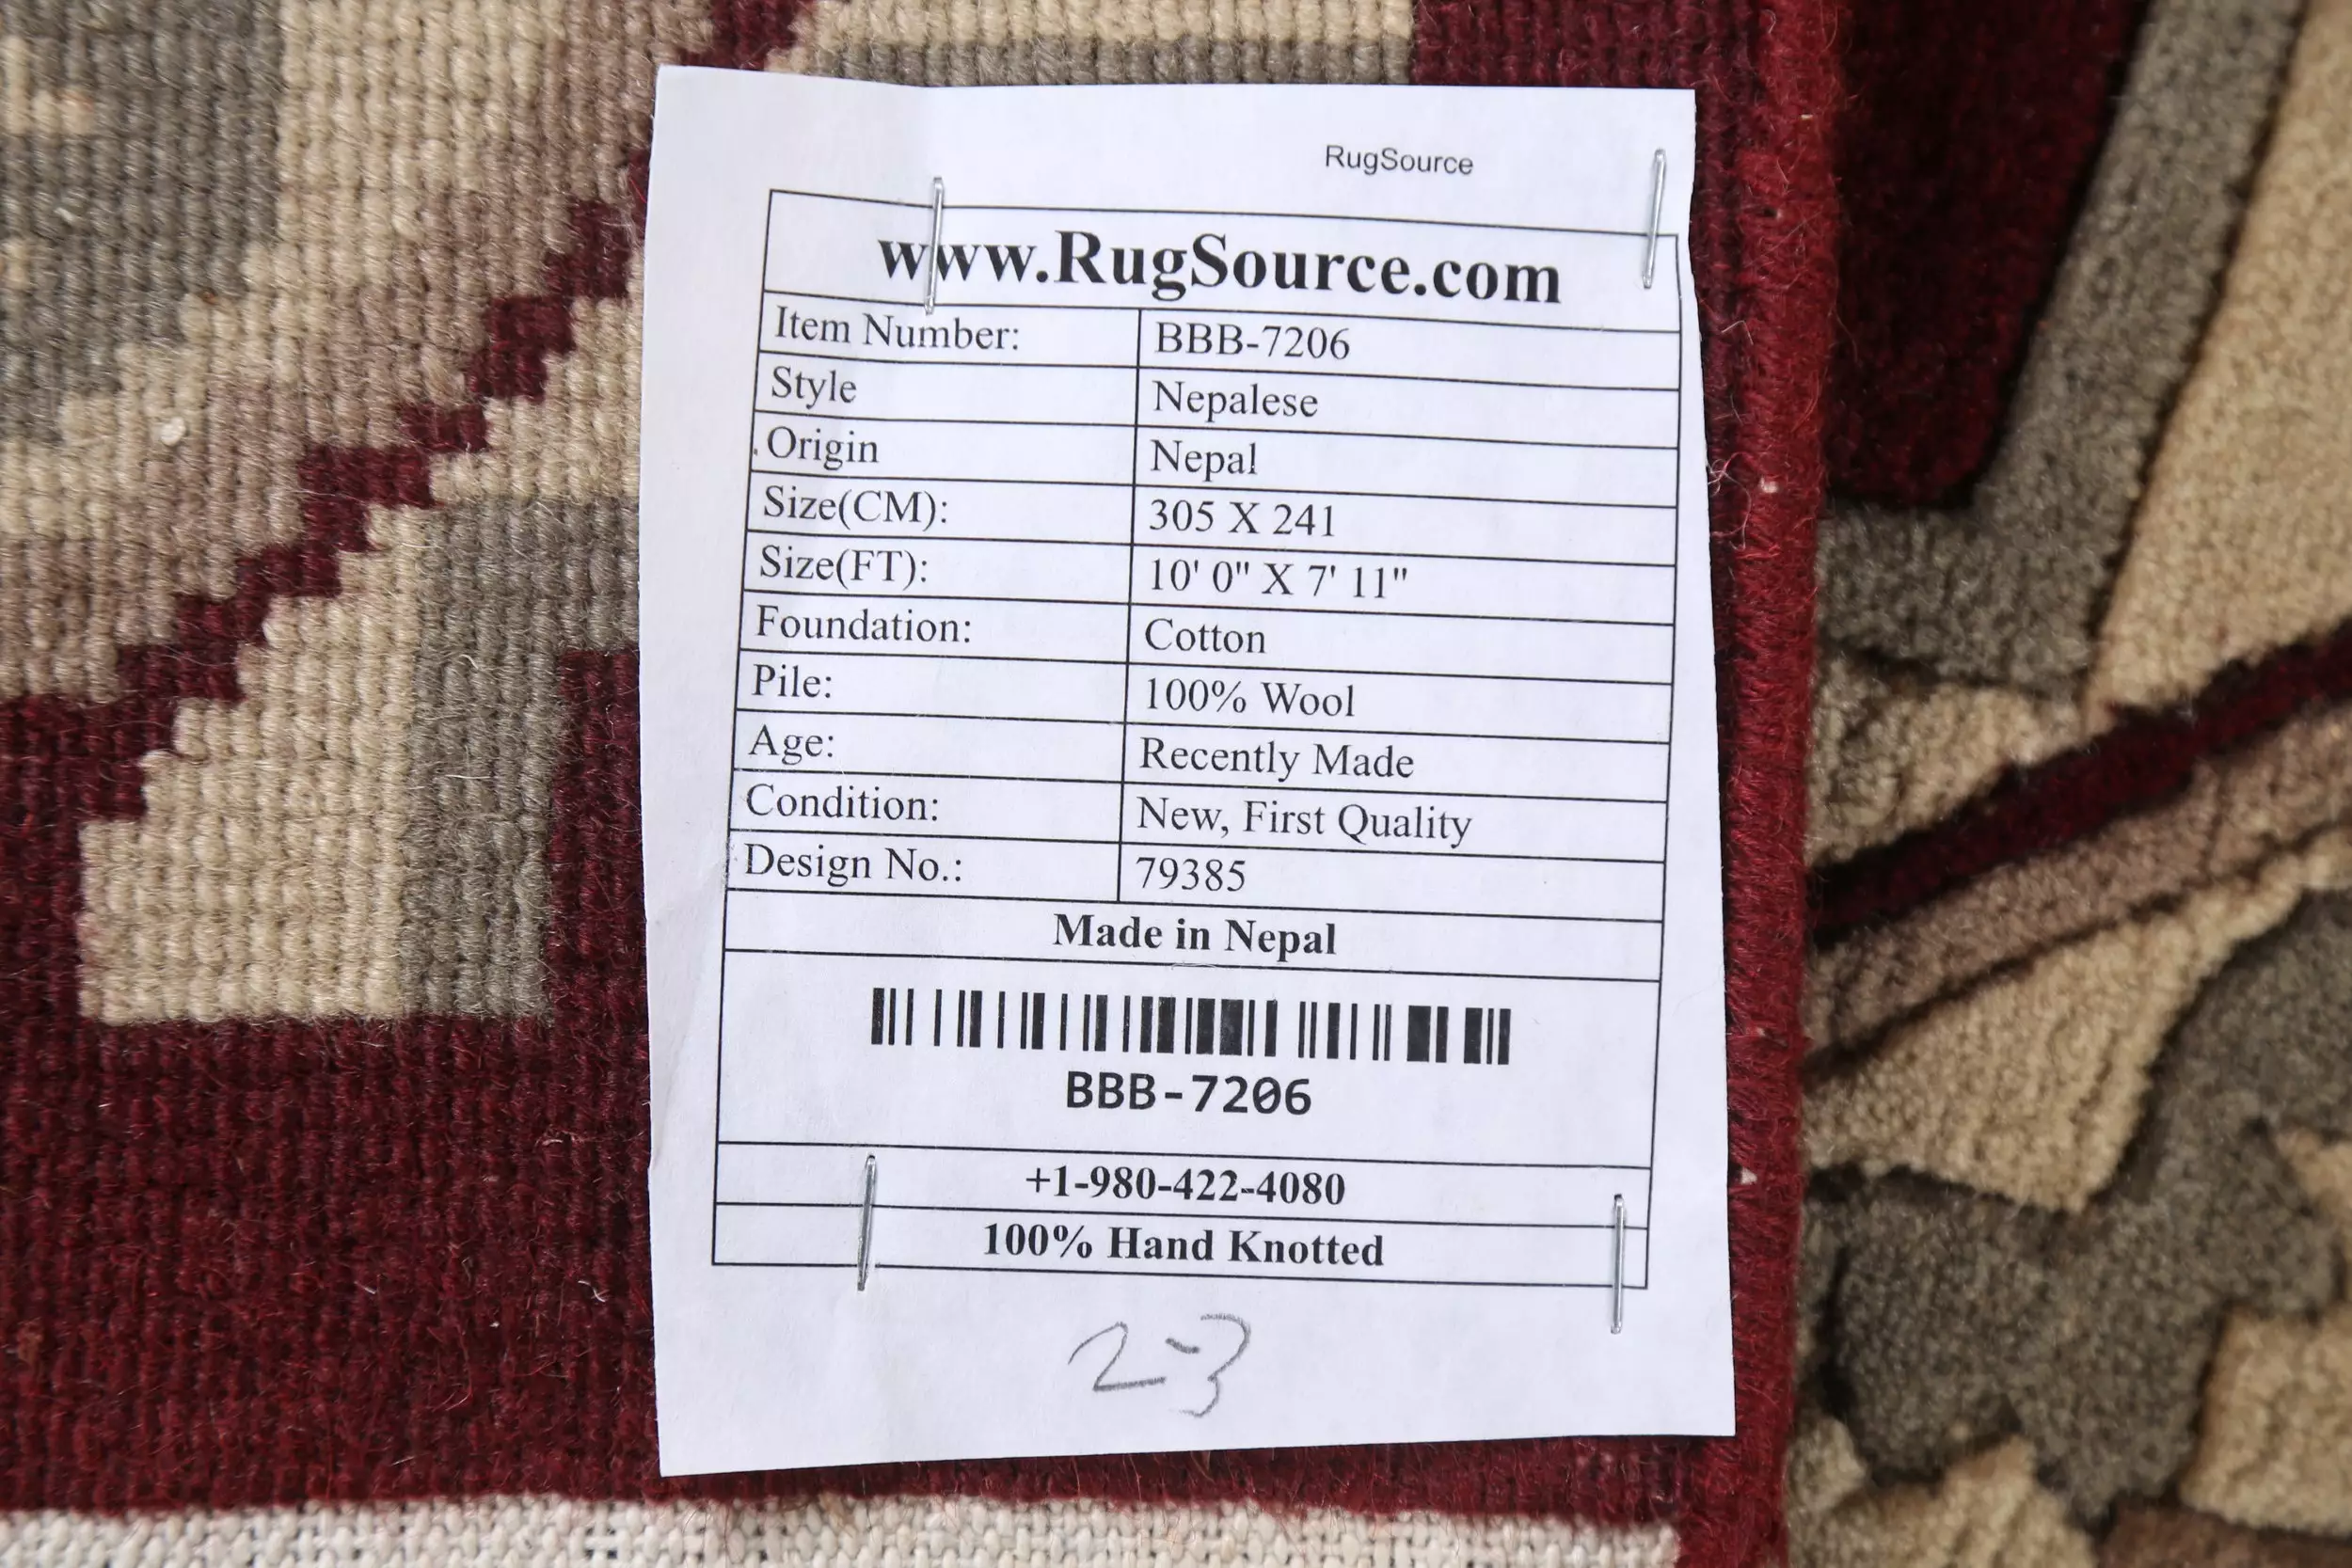 RugSource
www.RugSource.com
Item Number: BBB-7206
Style Nepalese
Origin Nepal
Size(CM): 305 X 241
Size(FT): 10' 0" X 7' 11"
Foundation: Cotton
Pile: 100% Wool
Age: Recently Made
Condition: New, First Quality
Design No.: 79385
Made in Nepal
BBB-7206
+1-980-422-4080
100% Hand Knotted
2-3